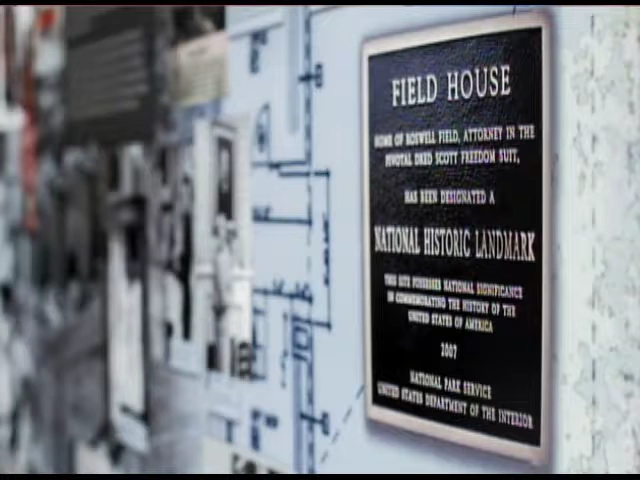 FIELD HOUSE
HOME OF ROSWELL FIELD, ATTORNEY IN THE
PIVOTAL DRED SCOTT FREEDOM SUIT,
HAS BEEN DESIGNATED A
NATIONAL HISTORIC LANDMARK
THIS SITE POSSESSES NATIONAL SIGNIFICANCE
IN COMMEMORATING THE HISTORY OF THE
UNITED STATES OF AMERICA
2007
NATIONAL PARK SERVICE
UNITED STATES DEPARTMENT OF THE INTERIOR